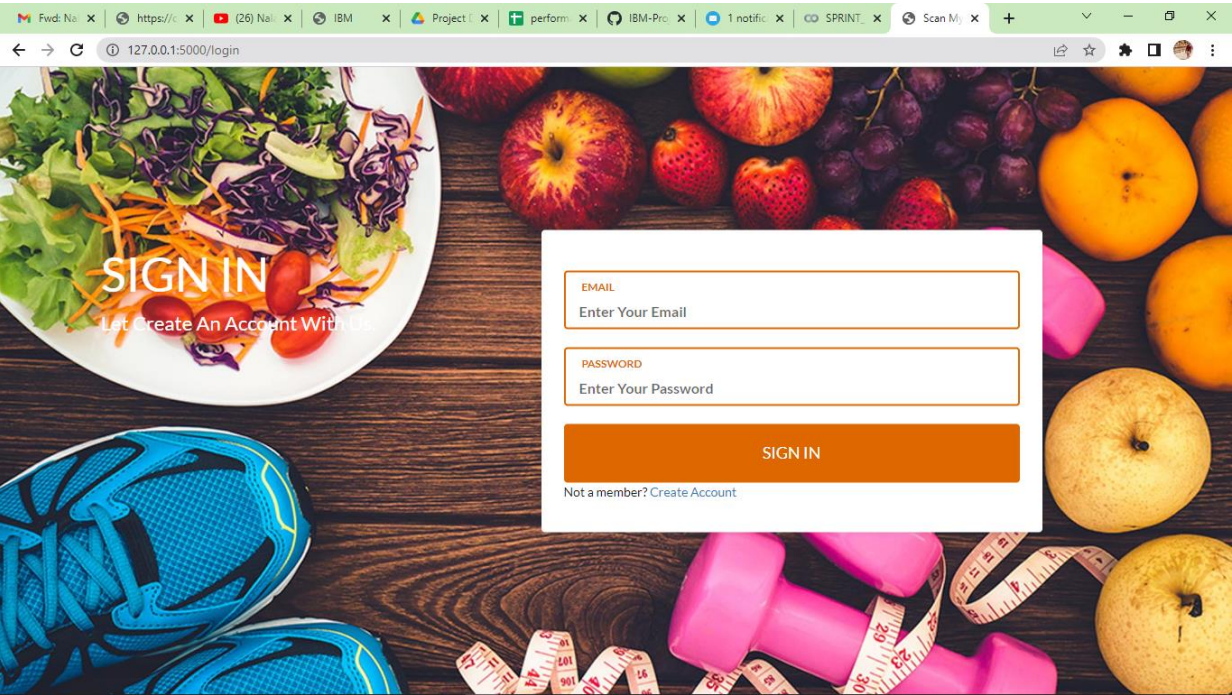 Fwd: Na
https://c
(26) Nal
IBM
Project D
perform
IBM-Proj
1 notific
SPRINT_
Scan My
127.0.0.1:5000/login
SIGN IN
Let Create An Account With Us.
EMAIL
Enter Your Email
PASSWORD
Enter Your Password
SIGN IN
Not a member? Create Account